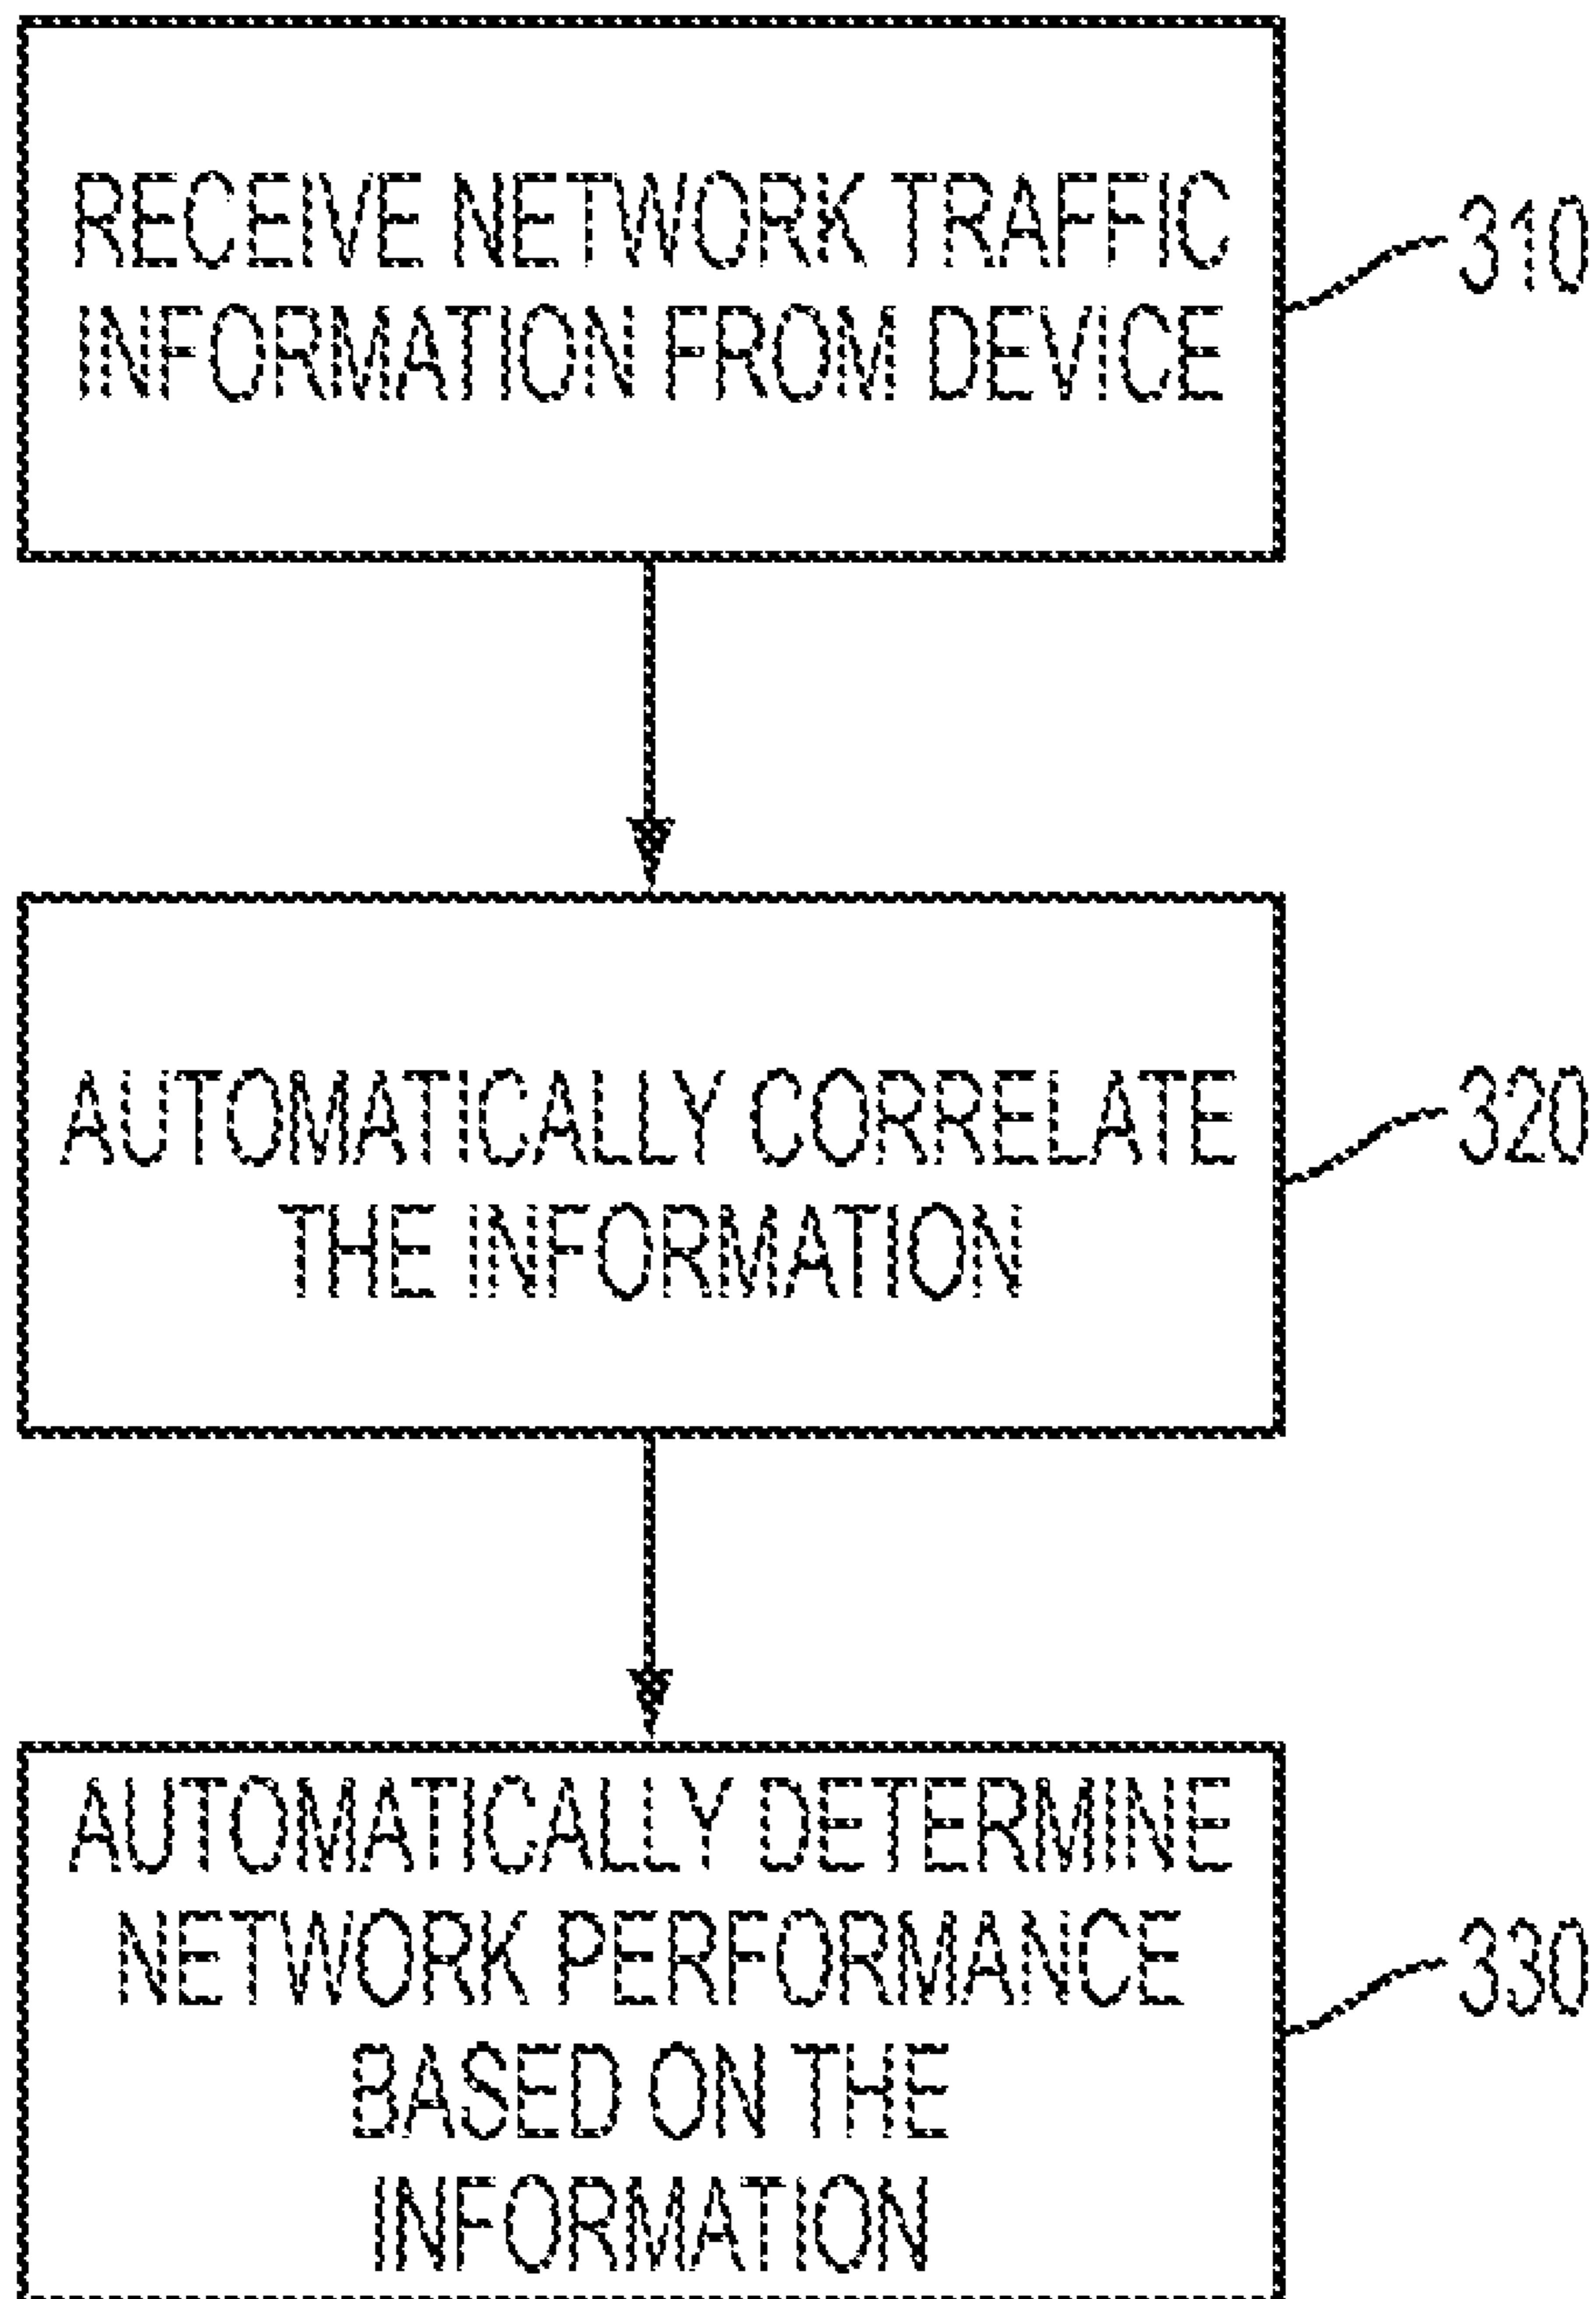 RECEIVE NETWORK TRAFFIC
INFORMATION FROM DEVICE
310
AUTOMATICALLY CORRELATE
THE INFORMATION
320
AUTOMATICALLY DETERMINE
NETWORK PERFORMANCE
BASED ON THE
INFORMATION
330